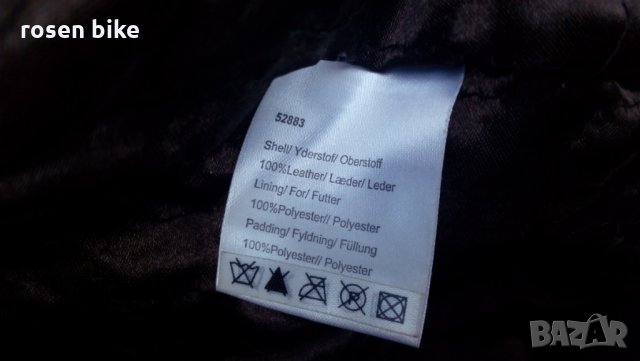 rosen bike
52883
Shell/ Yderstof/ Oberstoff
100%Leather/ Læder/ Leder
Lining/ For/ Futter
100%Polyester// Polyester
Padding/ Fyldning/ Füllung
100%Polyester// Polyester
BAZAR